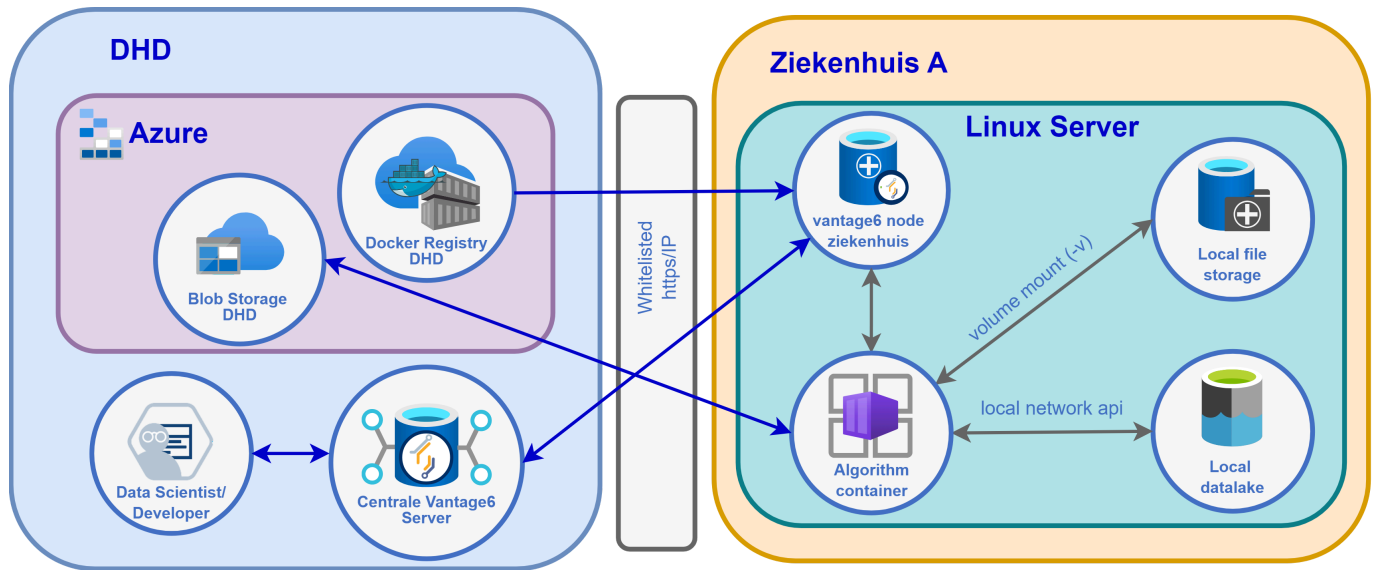 DHD
Azure
Docker Registry
DHD
Blob Storage
DHD
Data Scientist/
Developer
Centrale Vantage6
Server
Whitelisted
https/IP
Ziekenhuis A
Linux Server
vantage6 node
ziekenhuis
Local file
storage
volume mount (-v)
local network api
Algorithm
container
Local
datalake